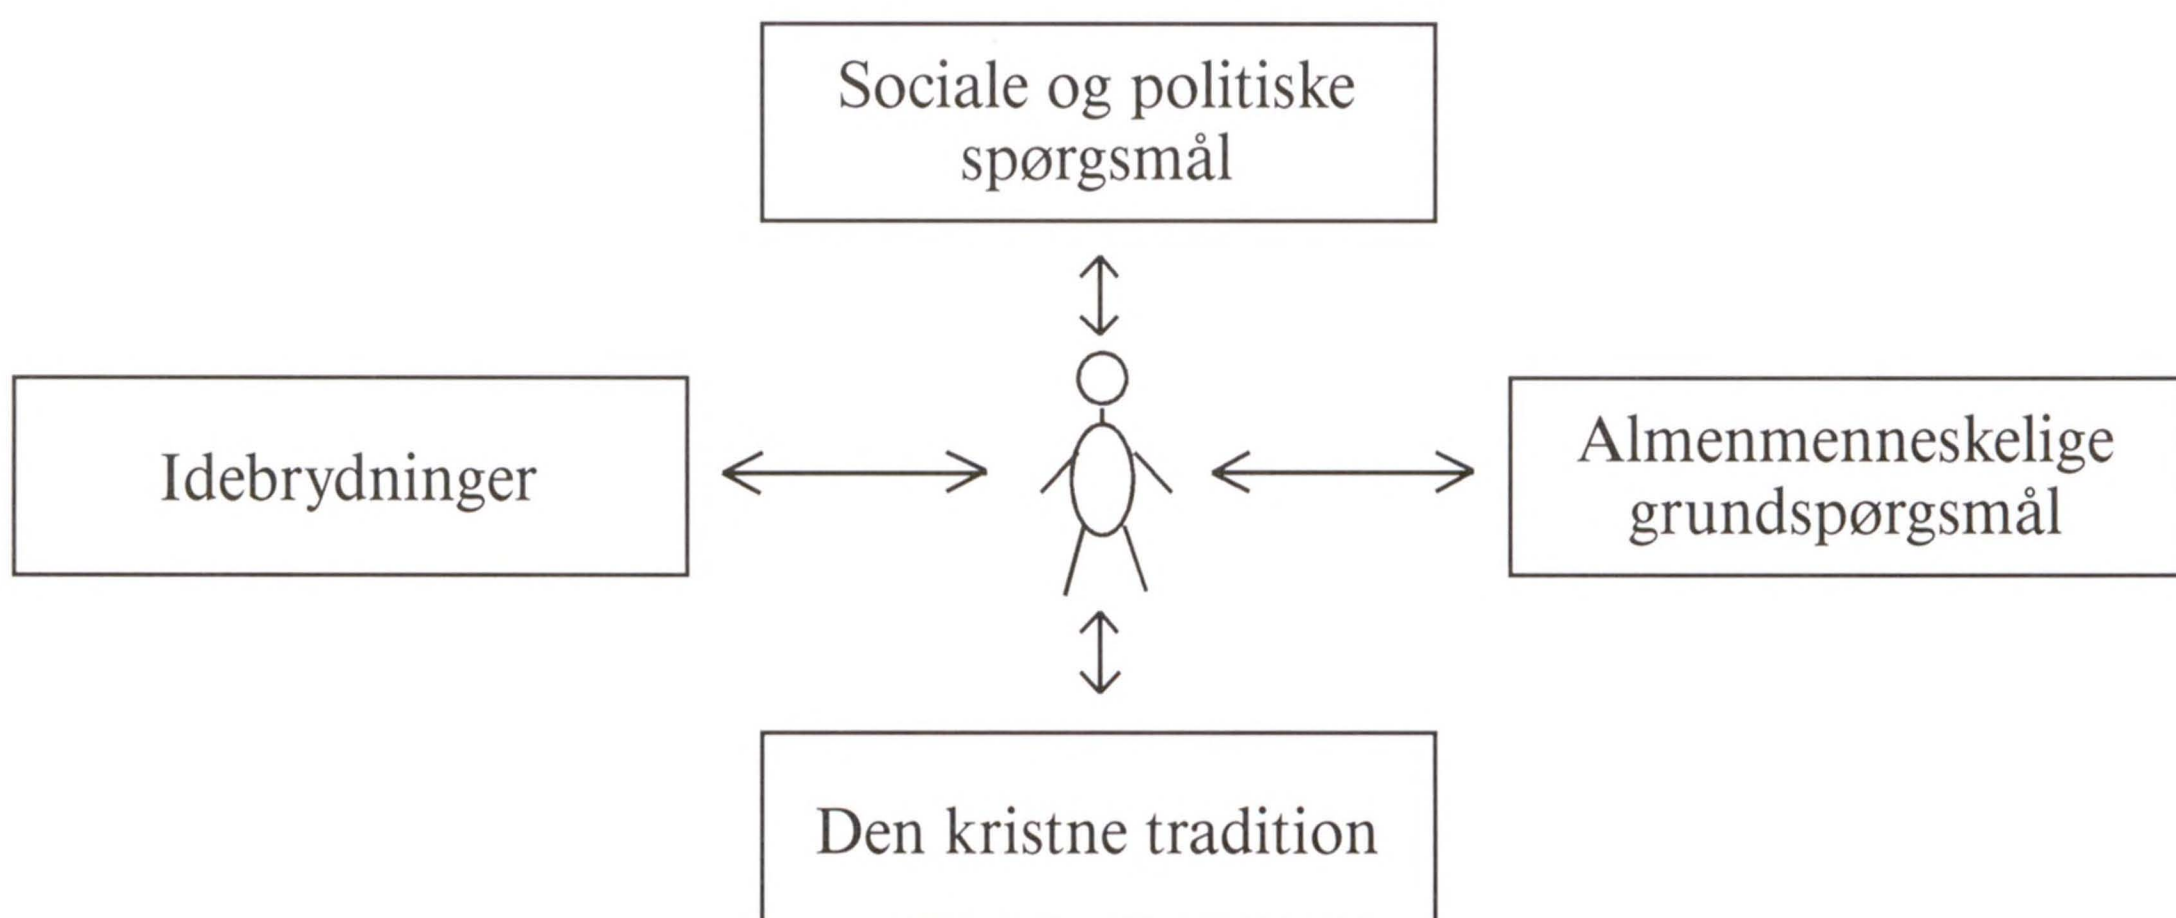 Sociale og politiske
spørgsmål
Idebrydninger
Almenmenneskelige
grundspørgsmål
Den kristne tradition